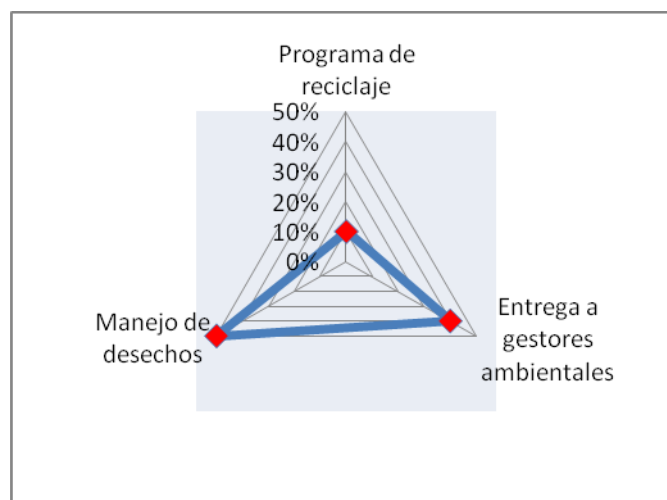 Programa de
reciclaje
50%
40%
30%
20%
10%
0%
Entrega a
gestores
ambientales
Manejo de
desechos